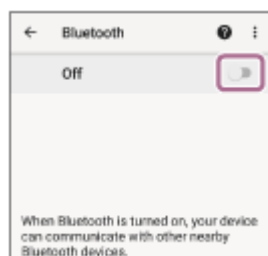 Bluetooth
Off
When Bluetooth is turned on, your device
can communicate with other nearby
Bluetooth devices.